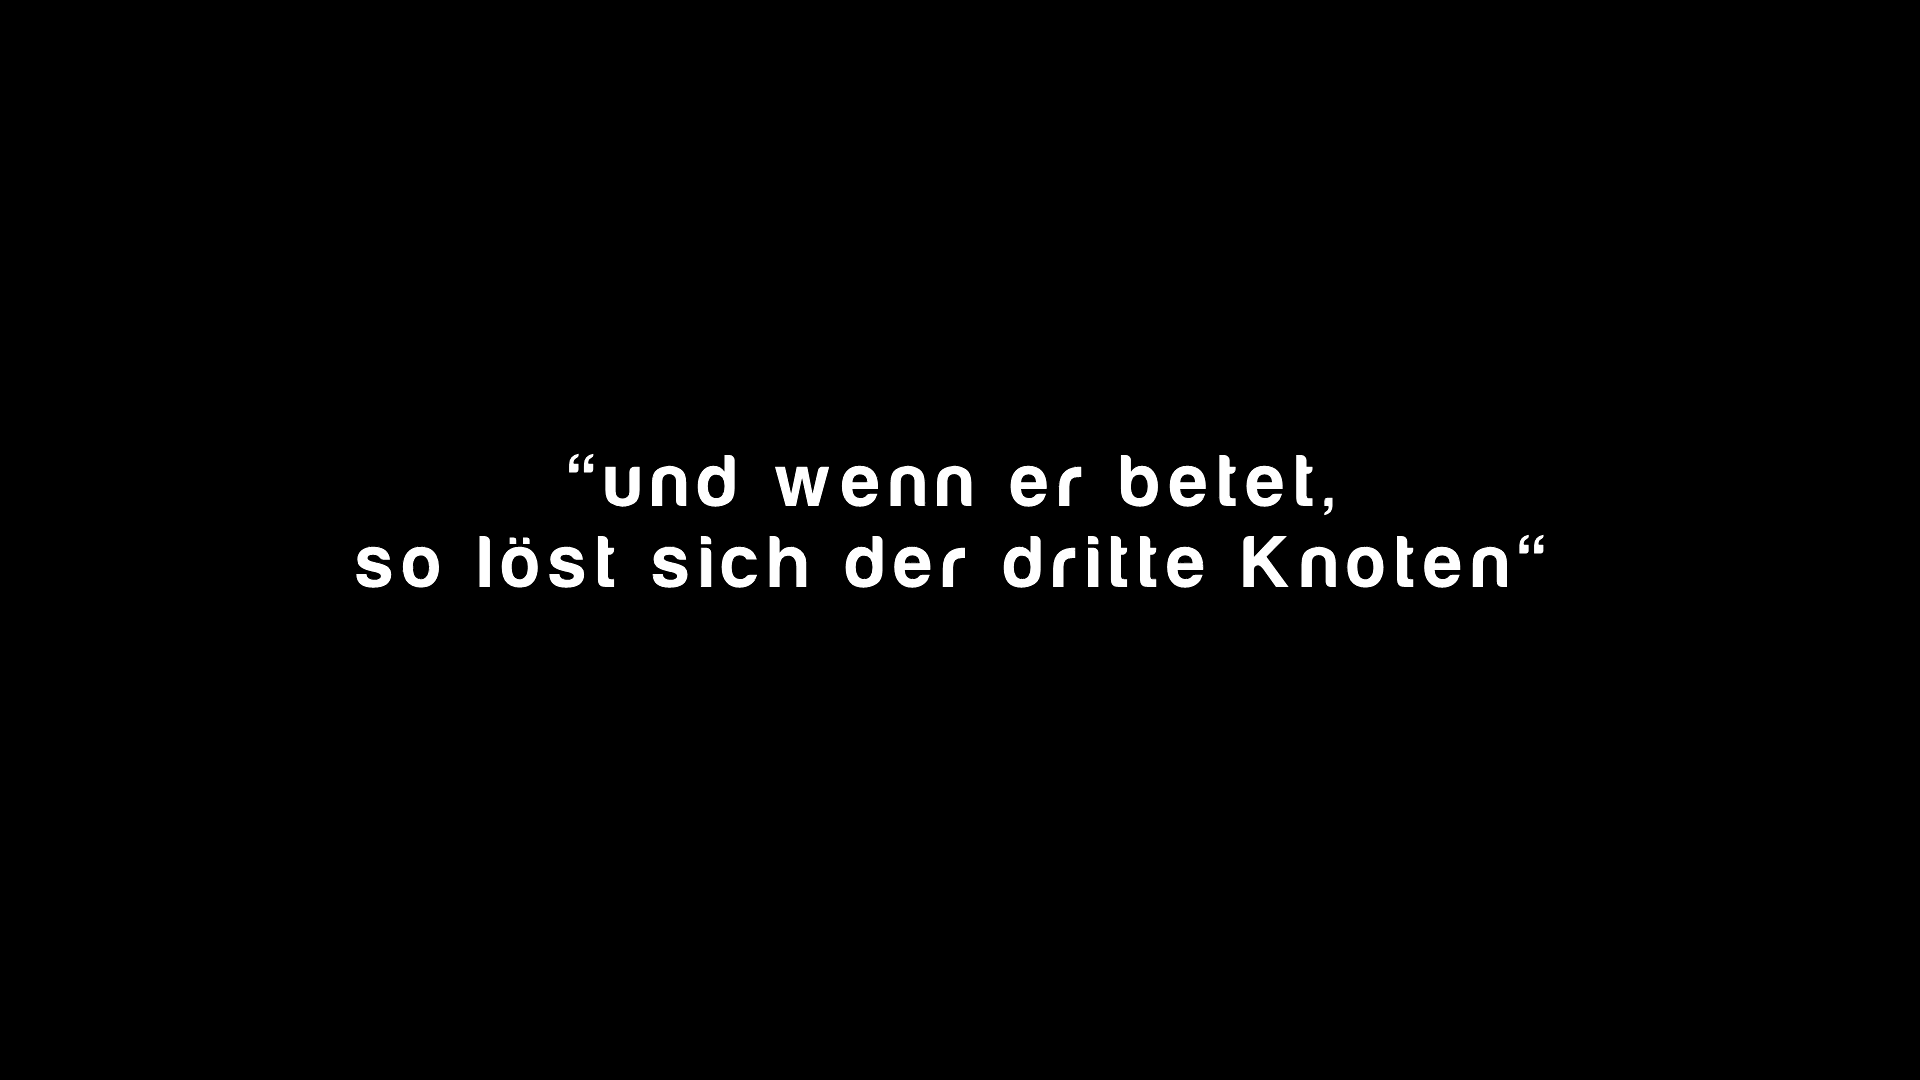 “und wenn er betet,
so löst sich der dritte Knoten“